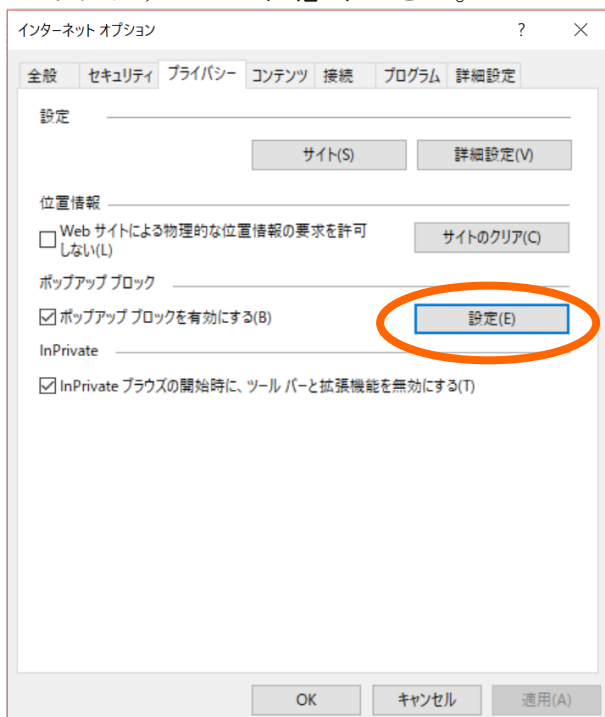 インターネット オプション ? ×
全般 セキュリティ プライバシー コンテンツ 接続 プログラム 詳細設定
設定
サイト(S) 詳細設定(V)
位置情報
Web サイトによる物理的な位置情報の要求を許可
しない(L)
サイトのクリア(C)
ポップアップ ブロック
ポップアップ ブロックを有効にする(B) 設定(E)
InPrivate
InPrivate ブラウズの開始時に、ツール バーと拡張機能を無効にする(T)
OK キャンセル 適用(A)